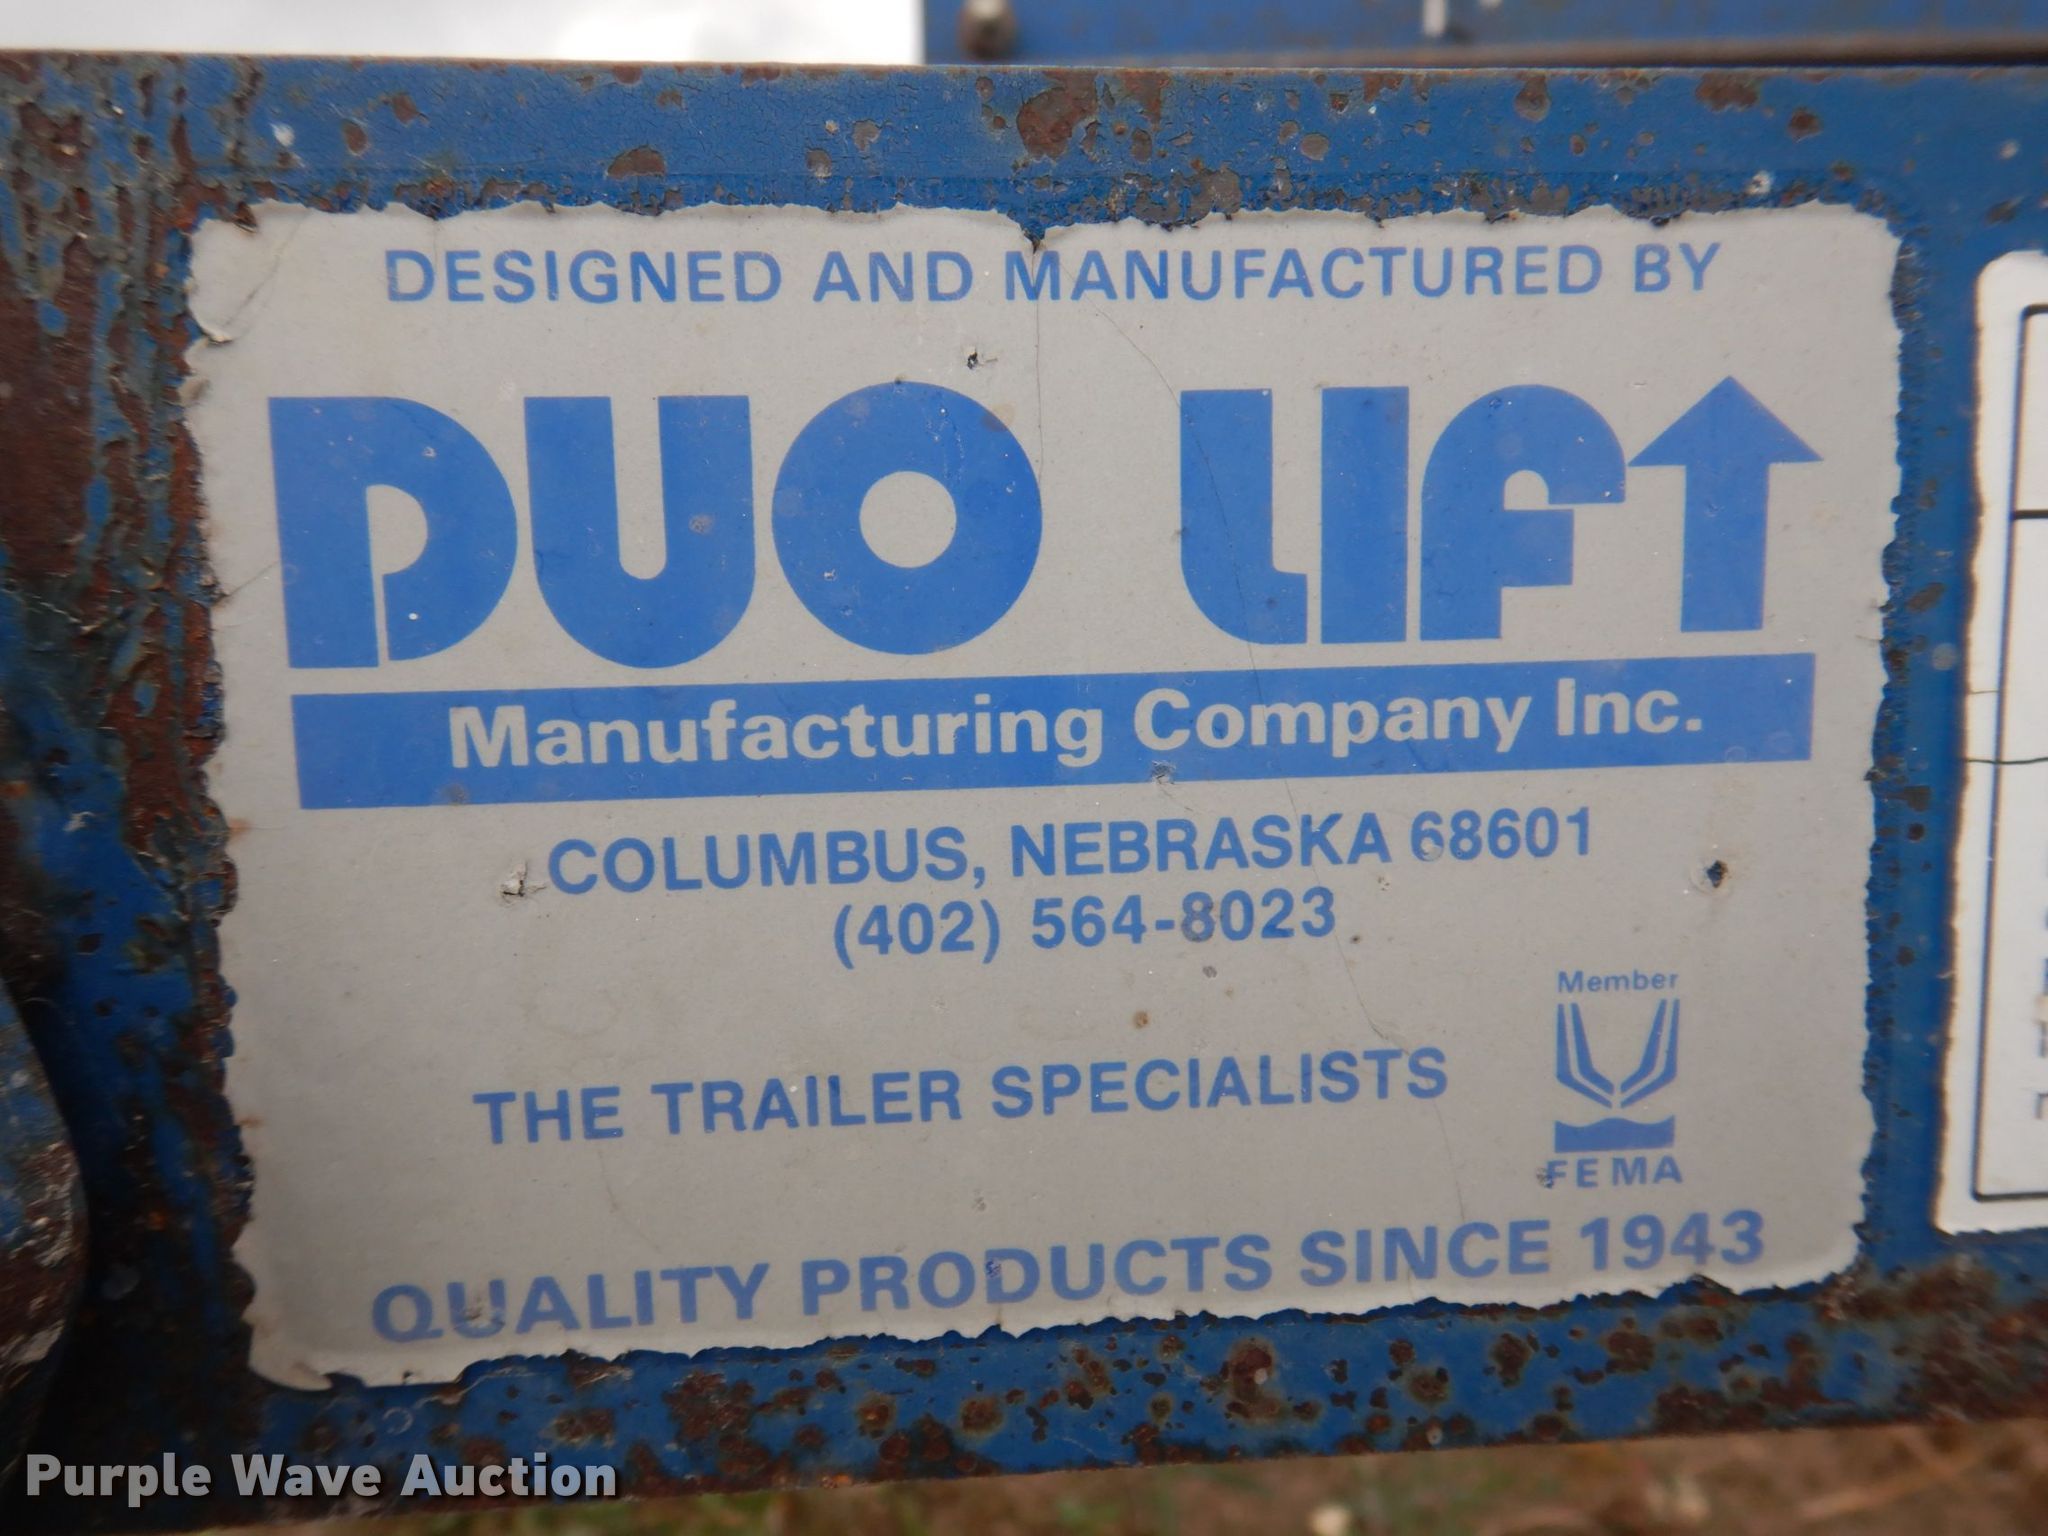 DESIGNED AND MANUFACTURED BY
DUO LIFT
Manufacturing Company Inc.
COLUMBUS, NEBRASKA 68601
(402) 564-8023
Member
THE TRAILER SPECIALISTS
FEMA
QUALITY PRODUCTS SINCE 1943
Purple Wave Auction